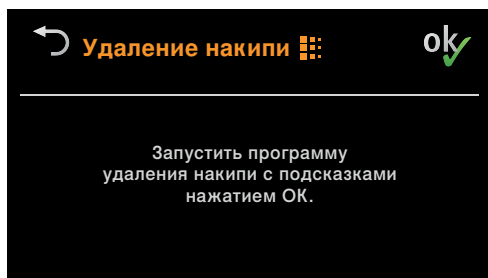 Удаление накипи
ok
Запустить программу
удаления накипи с подсказками
нажатием ОК.